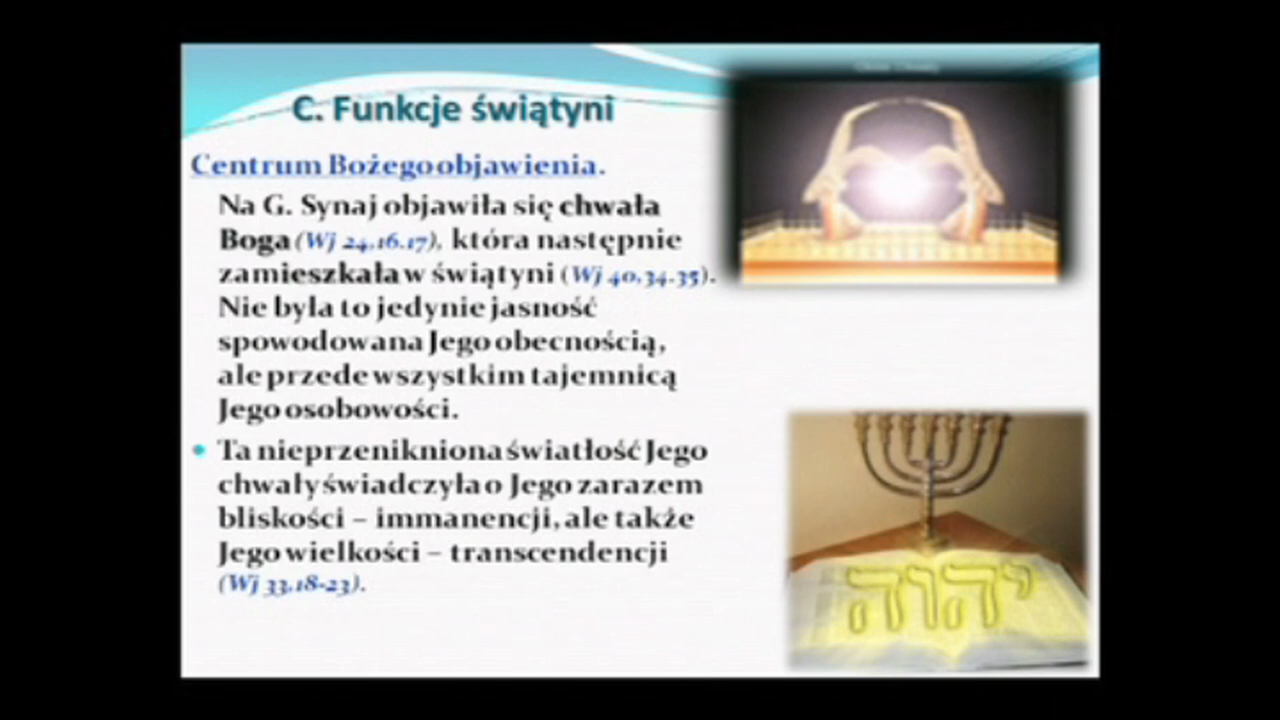 C. Funkcje świątyni
Centrum Bożego objawienia.
Na G. Synaj objawiła się chwała
Boga (Wj 24,16.17), która następnie
zamieszkała w świątyni (Wj 40,34.35).
Nie była to jedynie jasność
spowodowana Jego obecnością,
ale przede wszystkim tajemnicą
Jego osobowości.
Ta nieprzenikniona światłość Jego
chwały świadczyła o Jego zarazem
bliskości – immanencji, ale także
Jego wielkości – transcendencji
(Wj 33,18-23).
יהוה